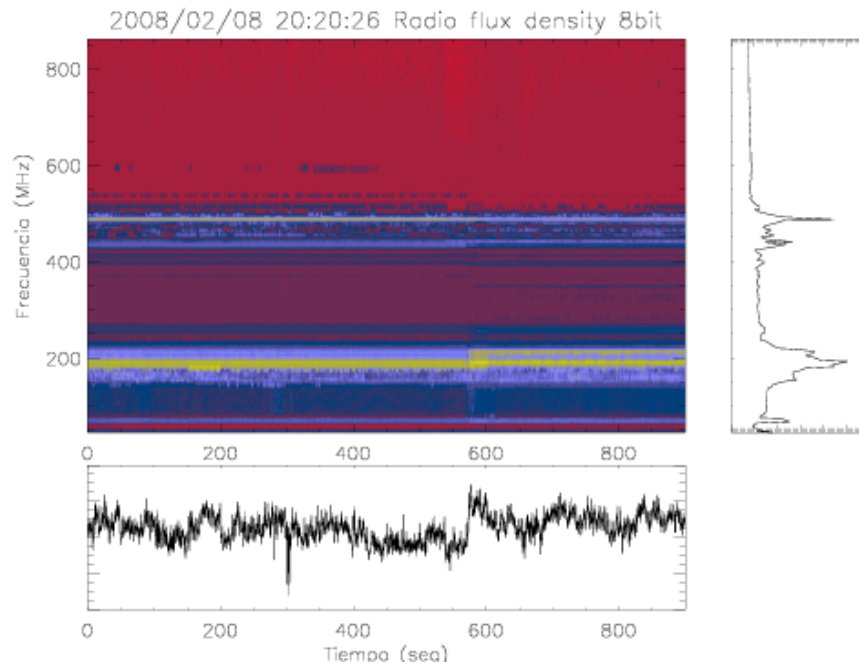 2008/02/08 20:20:26 Radio flux density 8bit
800
600
400
200
Frecuencia (MHz)
0 200 400 600 800
0 200 400 600 800
Tiempo (seg)